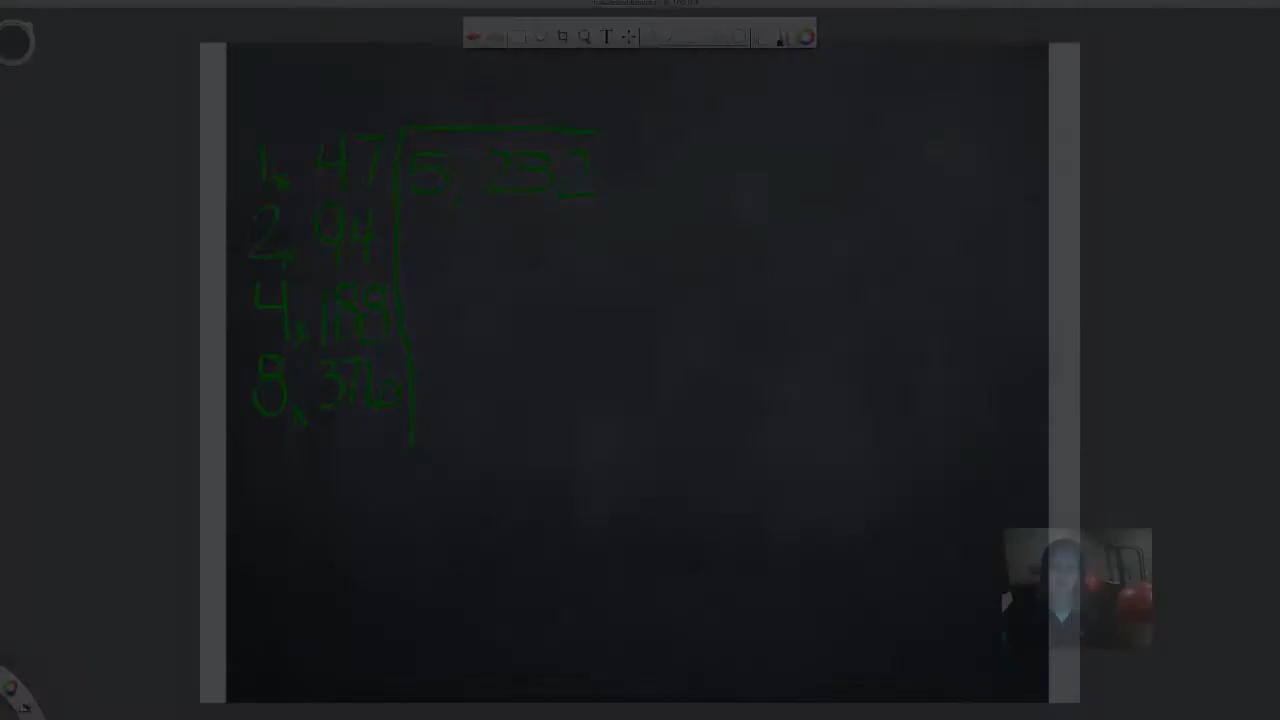 1, 47 5, 232
2, 94
4, 188
8, 376
T